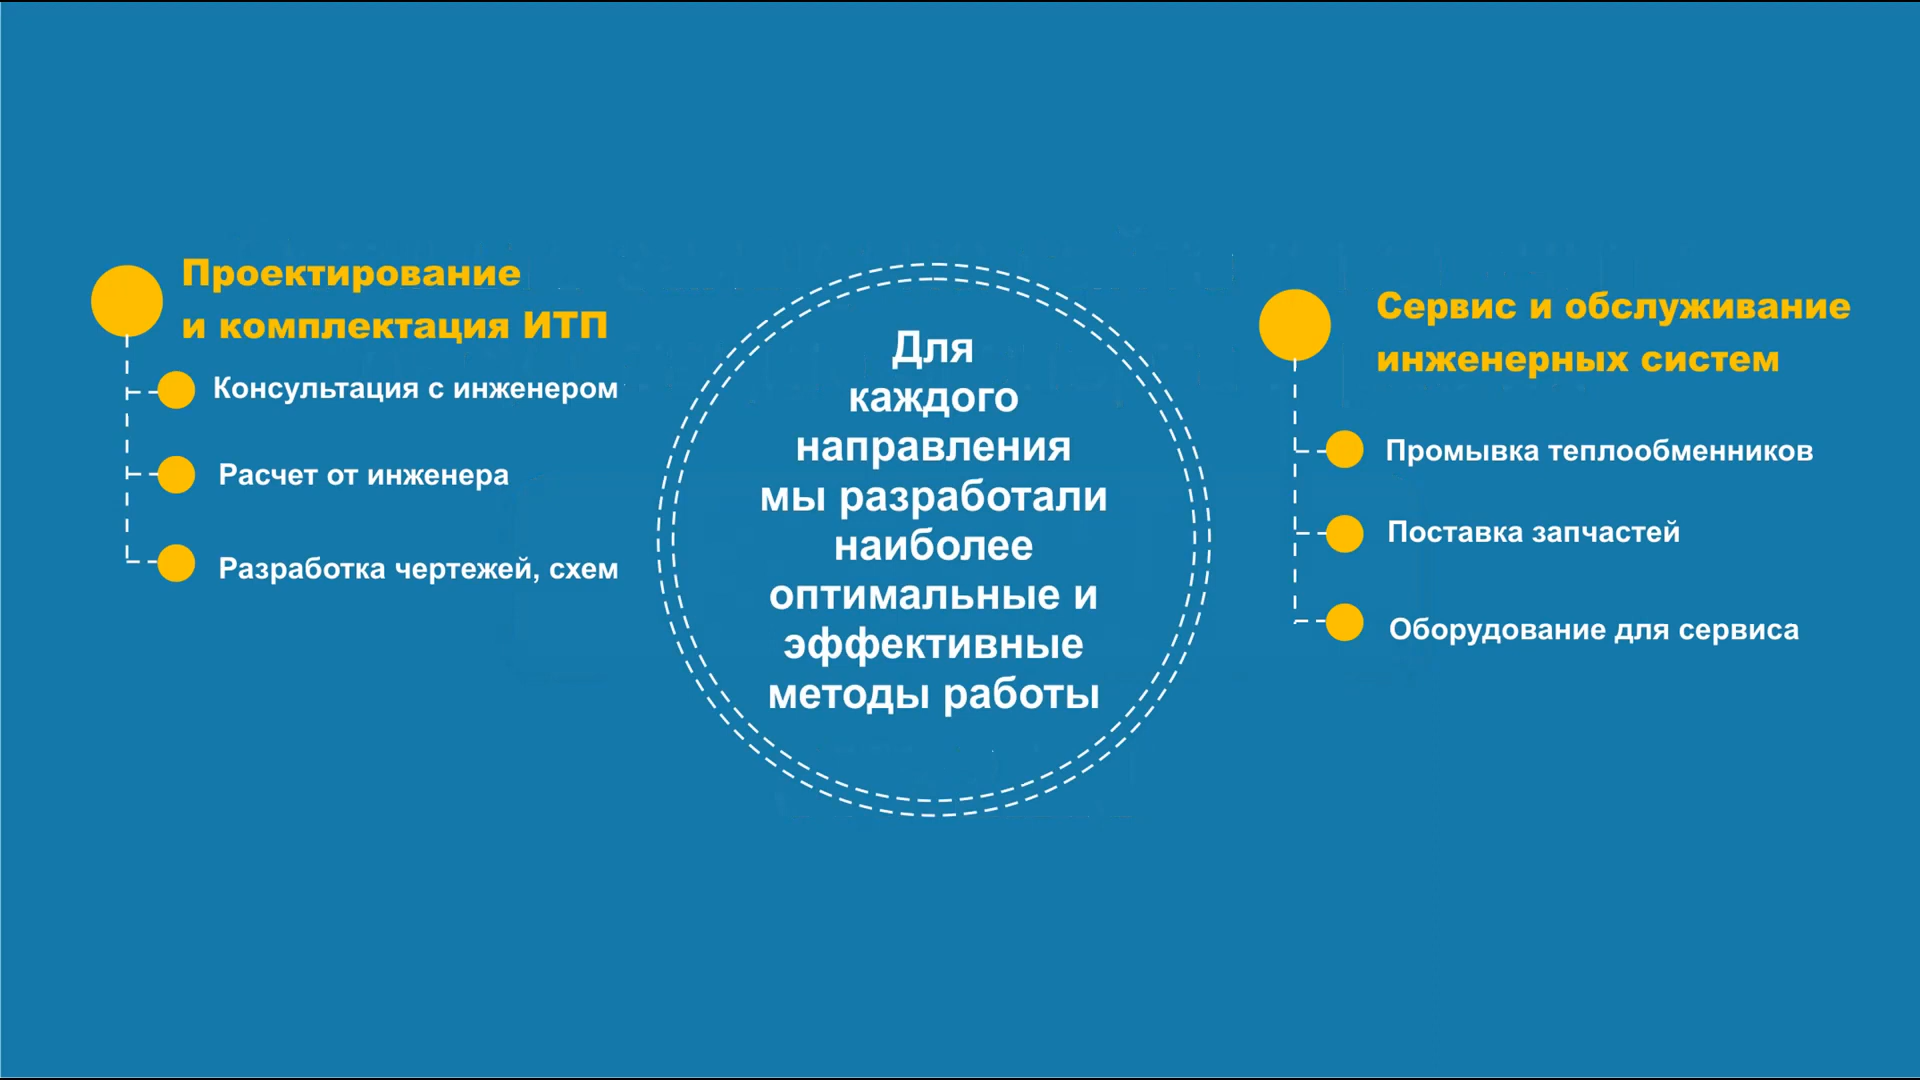 Проектирование
и комплектация ИТП
Консультация с инженером
Расчет от инженера
Разработка чертежей, схем
Для
каждого
направления
мы разработали
наиболее
оптимальные и
эффективные
методы работы
Сервис и обслуживание
инженерных систем
Промывка теплообменников
Поставка запчастей
Оборудование для сервиса